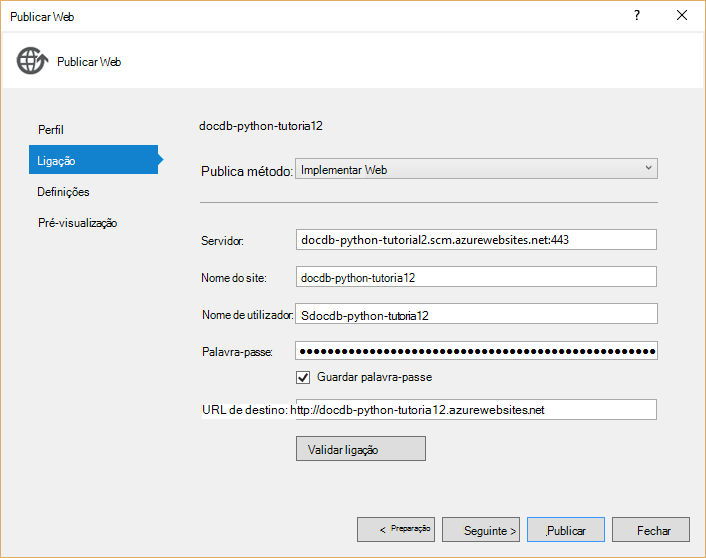 Publicar Web
?
Publicar Web
Perfil
Ligação
Definições
Pré-visualização
docdb-python-tutoria12
Publica método: Implementar Web
Servidor: docdb-python-tutorial2.scm.azurewebsites.net:443
Nome do site: docdb-python-tutoria12
Nome de utilizador: Sdocdb-python-tutoria12
Palavra-passe:
Guardar palavra-passe
URL de destino: http://docdb-python-tutoria12.azurewebsites.net
Validar ligação
< Preparação Seguinte > Publicar Fechar